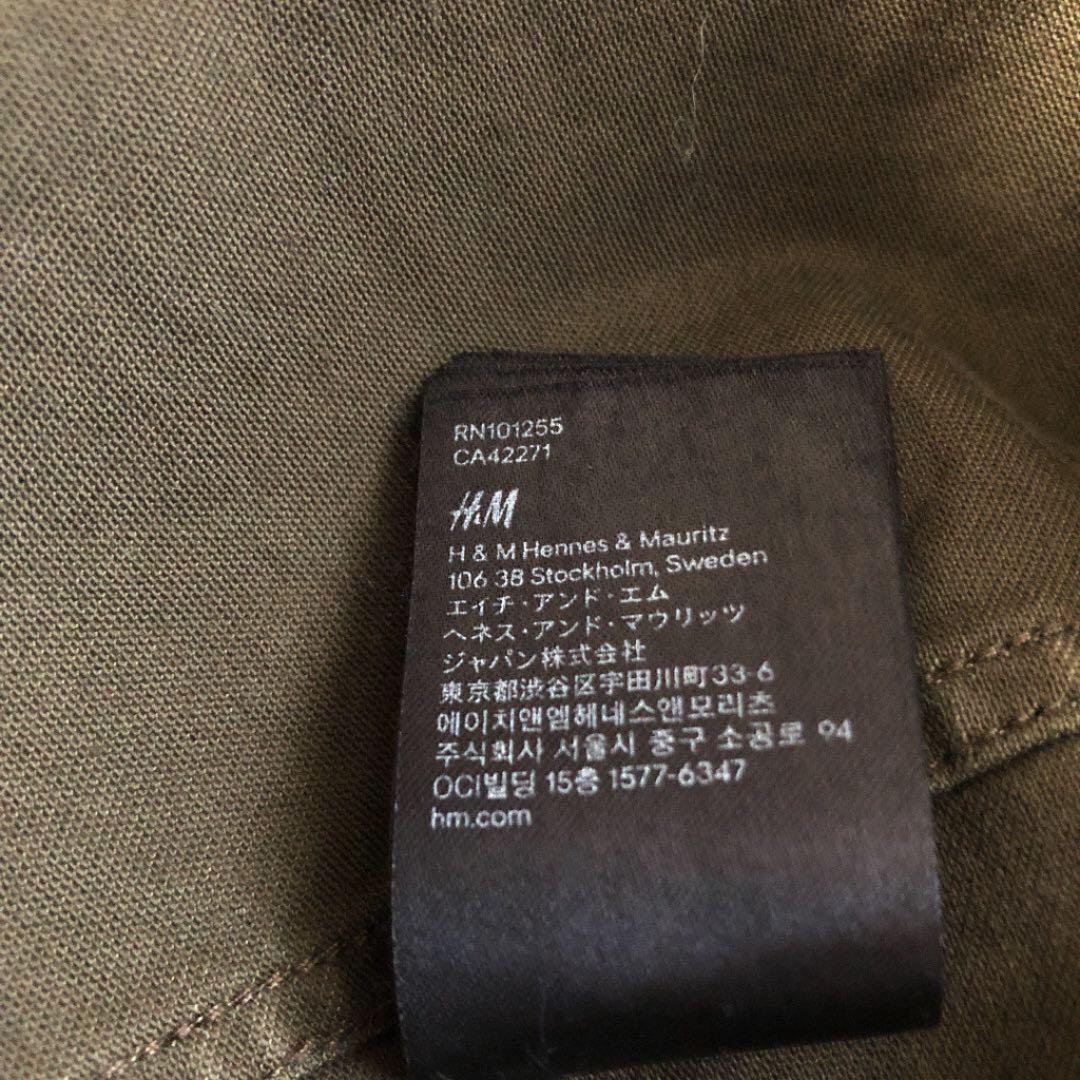 RN101255
CA42271
H&M
H & M Hennes & Mauritz
106 38 Stockholm, Sweden
エイチ・アンド・エム
ヘネス・アンド・マウリッツ
ジャパン株式会社
東京都渋谷区宇田川町33-6
에이치앤엠헤네스앤모리츠
주식회사 서울시 중구 소공로 94
OCI빌딩 15층 1577-6347
hm.com